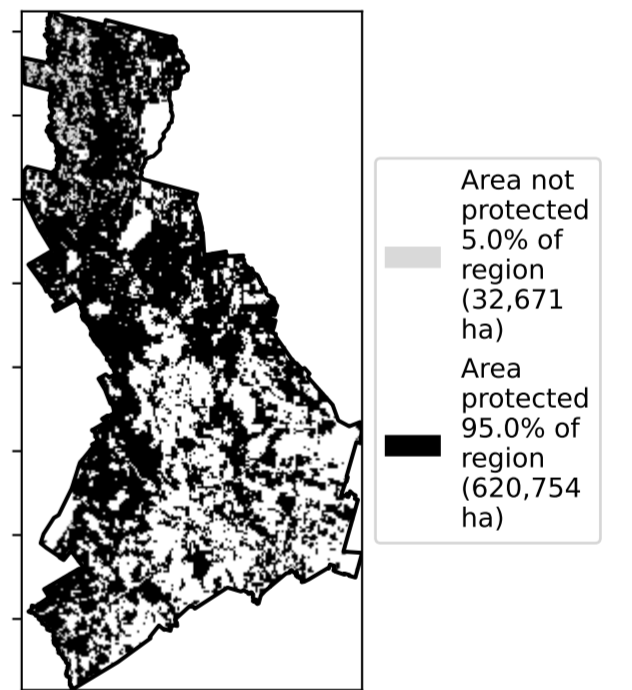 Area not
protected
5.0% of
region
(32,671
ha)
Area
protected
95.0% of
region
(620,754
ha)